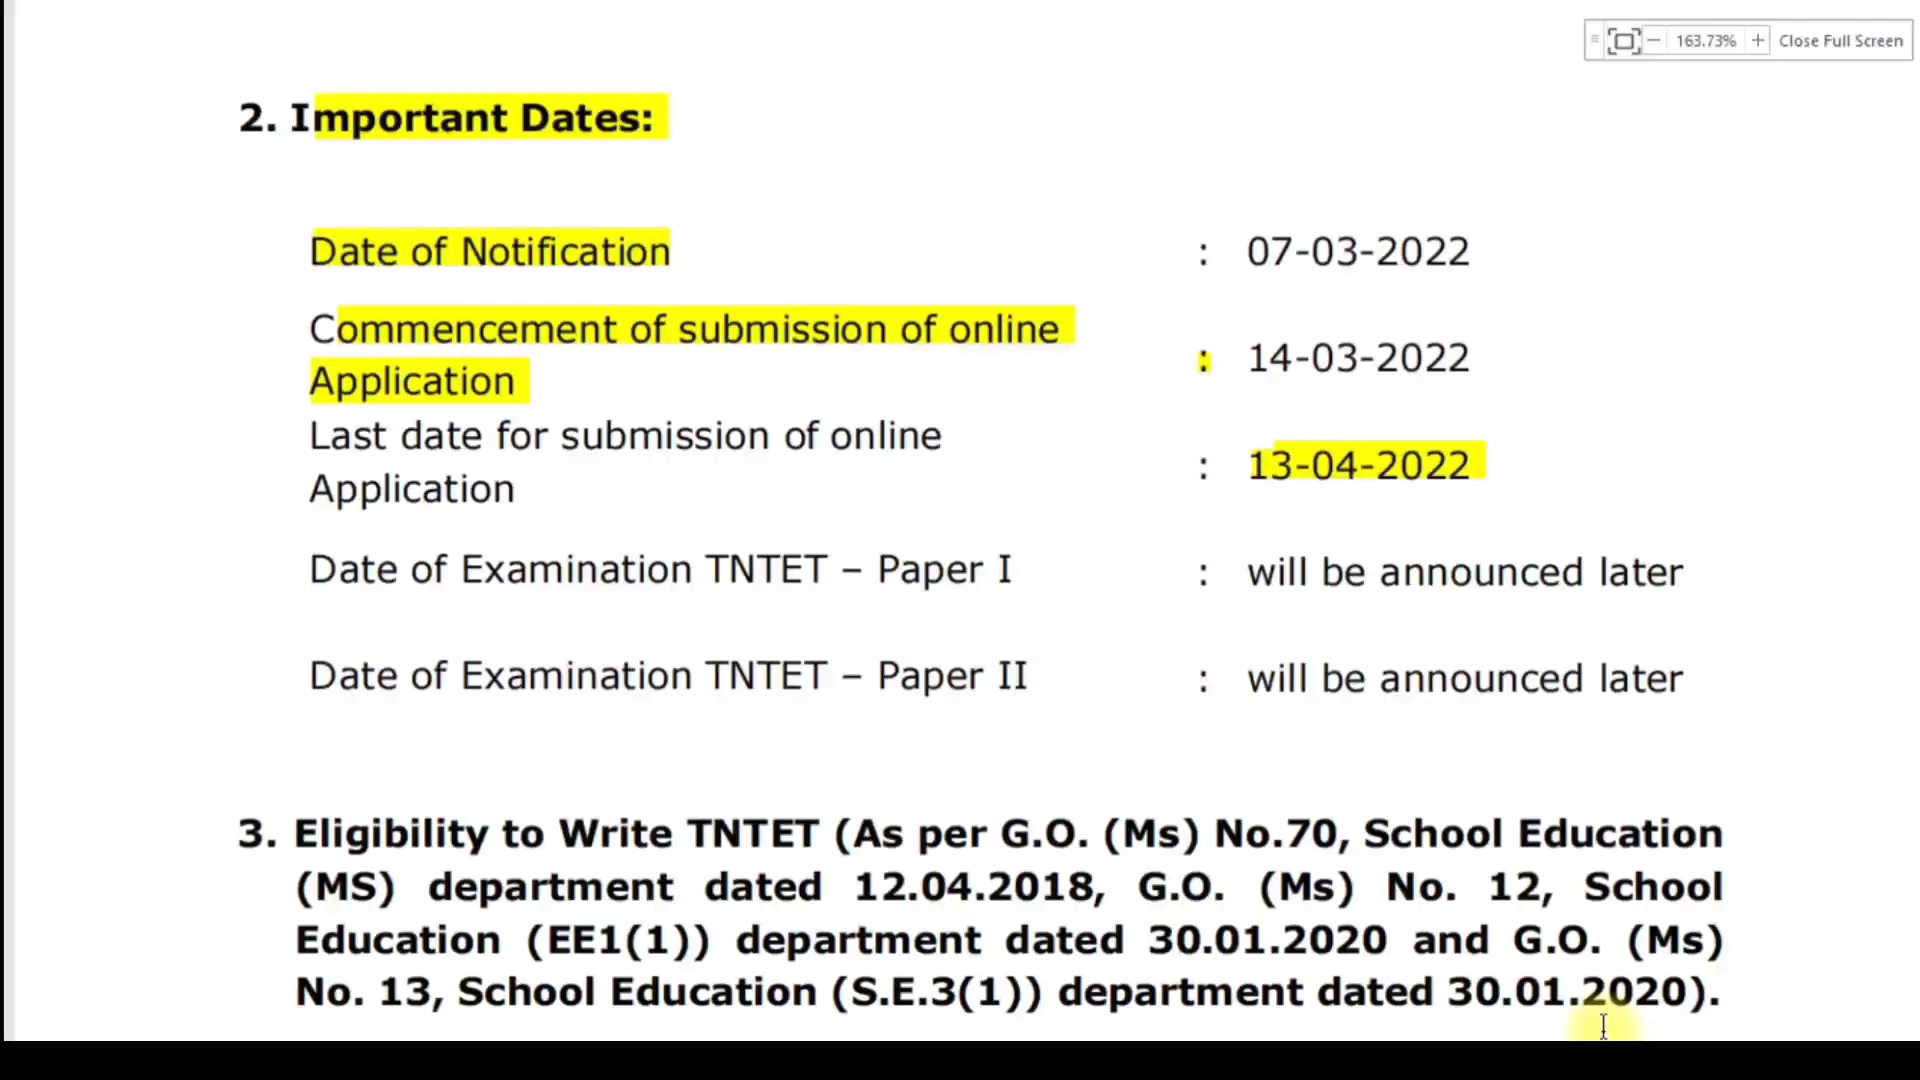 163.73%
Close Full Screen
2. Important Dates:
Date of Notification : 07-03-2022
Commencement of submission of online
Application : 14-03-2022
Last date for submission of online
Application : 13-04-2022
Date of Examination TNTET – Paper I : will be announced later
Date of Examination TNTET – Paper II : will be announced later
3. Eligibility to Write TNTET (As per G.O. (Ms) No.70, School Education
(MS) department dated 12.04.2018, G.O. (Ms) No. 12, School
Education (EE1(1)) department dated 30.01.2020 and G.O. (Ms)
No. 13, School Education (S.E.3(1)) department dated 30.01.2020).